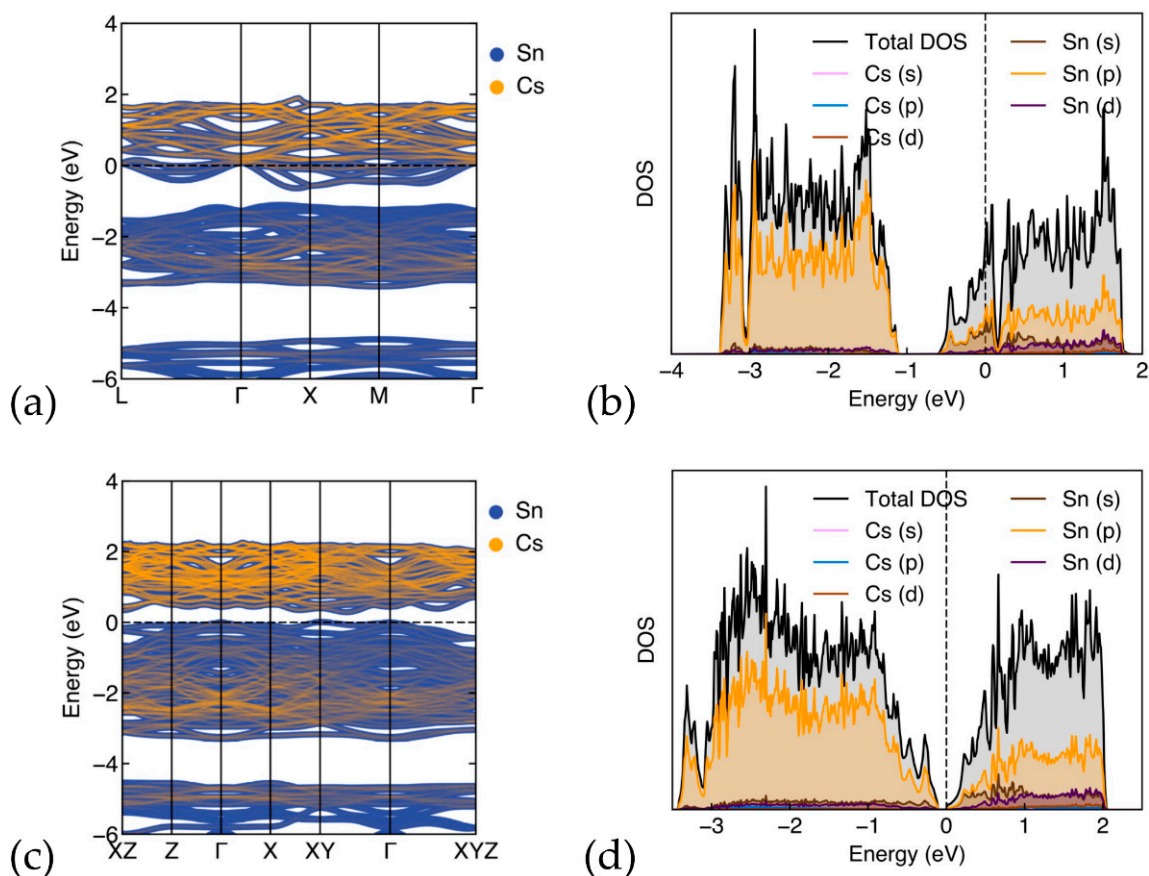 4
2
0
−2
−4
−6
Energy (eV)
L Γ X M Γ
Sn
Cs
(a)
Total DOS
Cs (s)
Cs (p)
Cs (d)
Sn (s)
Sn (p)
Sn (d)
DOS
−4 −3 −2 −1 0 1 2
Energy (eV)
(b)
4
2
0
−2
−4
−6
Energy (eV)
XZ Z Γ X XY Γ XYZ
Sn
Cs
(c)
Total DOS
Cs (s)
Cs (p)
Cs (d)
Sn (s)
Sn (p)
Sn (d)
DOS
−3 −2 −1 0 1 2
Energy (eV)
(d)